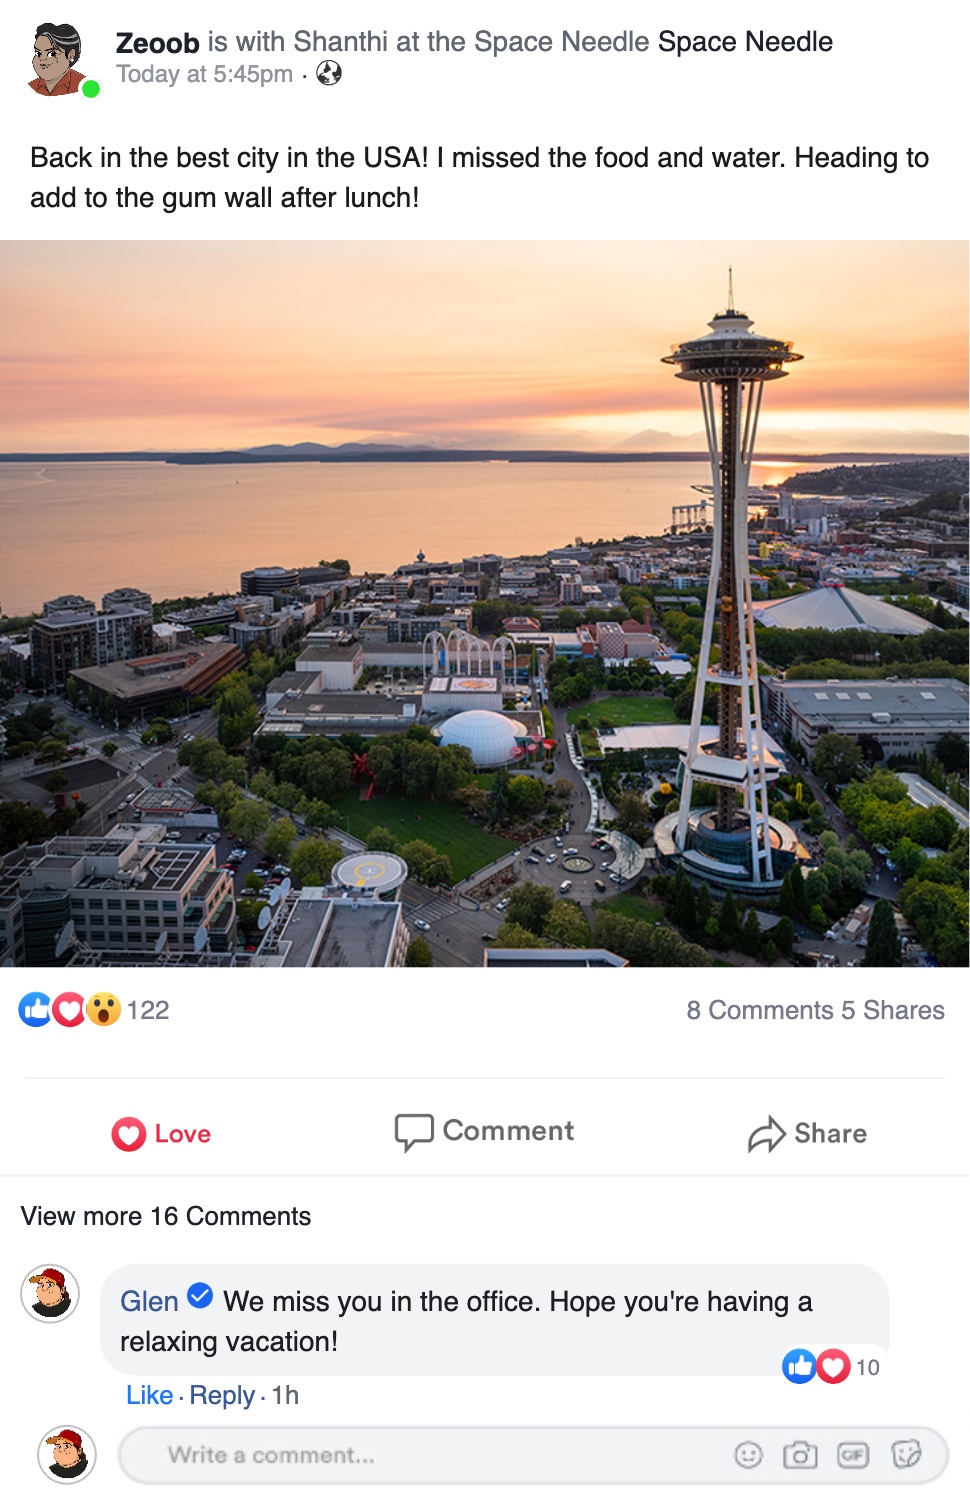 Zeoob is with Shanthi at the Space Needle Space Needle
Today at 5:45pm ·
Back in the best city in the USA! I missed the food and water. Heading to
add to the gum wall after lunch!
122
8 Comments 5 Shares
Love
Comment
Share
View more 16 Comments
Glen We miss you in the office. Hope you're having a
relaxing vacation!
10
Like · Reply · 1h
Write a comment...
GIF